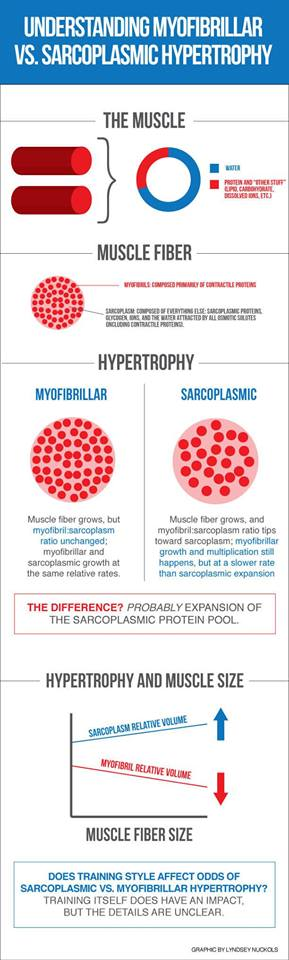 UNDERSTANDING MYOFIBRILLAR
VS. SARCOPLASMIC HYPERTROPHY
THE MUSCLE
WATER
PROTEIN AND "OTHER STUFF"
(LIPID, CARBOHYDRATE,
DISSOLVED IONS, ETC.)
MUSCLE FIBER
MYOFIBRILS: COMPOSED PRIMARILY OF CONTRACTILE PROTEINS
SARCOPLASM: COMPOSED OF EVERYTHING ELSE: SARCOPLASMIC PROTEINS,
GLYCOGEN, IONS, AND THE WATER ATTRACTED BY ALL OSMOTIC SOLUTES
(INCLUDING CONTRACTILE PROTEINS).
HYPERTROPHY
MYOFIBRILLAR
Muscle fiber grows, but
myofibril:sarcoplasm
ratio unchanged;
myofibrillar and
sarcoplasmic growth at
the same relative rates.
SARCOPLASMIC
Muscle fiber grows, and
myofibril:sarcoplasm ratio tips
toward sarcoplasm; myofibrillar
growth and multiplication still
happens, but at a slower rate
than sarcoplasmic expansion
THE DIFFERENCE? PROBABLY EXPANSION OF
THE SARCOPLASMIC PROTEIN POOL.
HYPERTROPHY AND MUSCLE SIZE
SARCOPLASM RELATIVE VOLUME
MYOFIBRIL RELATIVE VOLUME
MUSCLE FIBER SIZE
DOES TRAINING STYLE AFFECT ODDS OF
SARCOPLASMIC VS. MYOFIBRILLAR HYPERTROPHY?
TRAINING ITSELF DOES HAVE AN IMPACT,
BUT THE DETAILS ARE UNCLEAR.
GRAPHIC BY LYNDSEY NUCKOLS